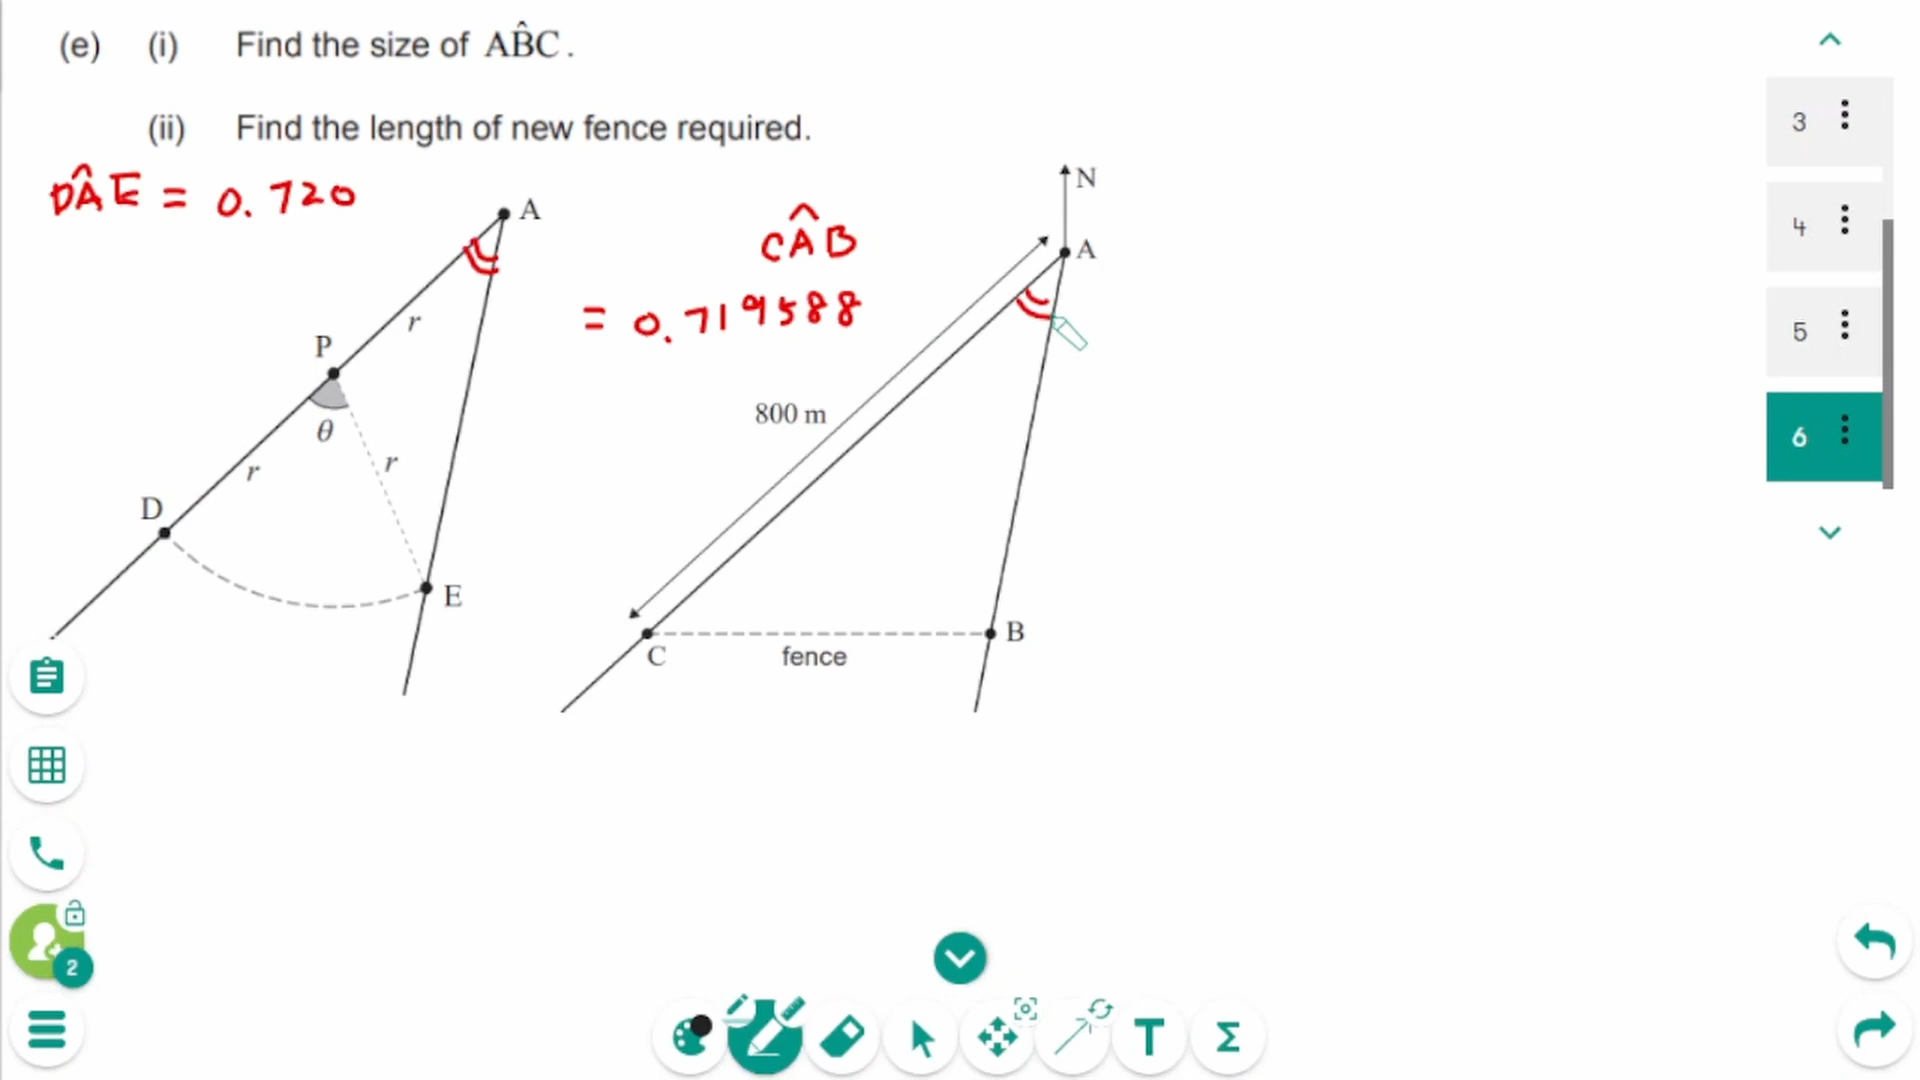 (e) (i) Find the size of AB̂C.
(ii) Find the length of new fence required.
DÂE = 0.720
A
r
P
θ
r
r
D
E
N
CÂB
A
= 0.719588
800 m
B
C
fence
3
4
5
6
2
T
Σ